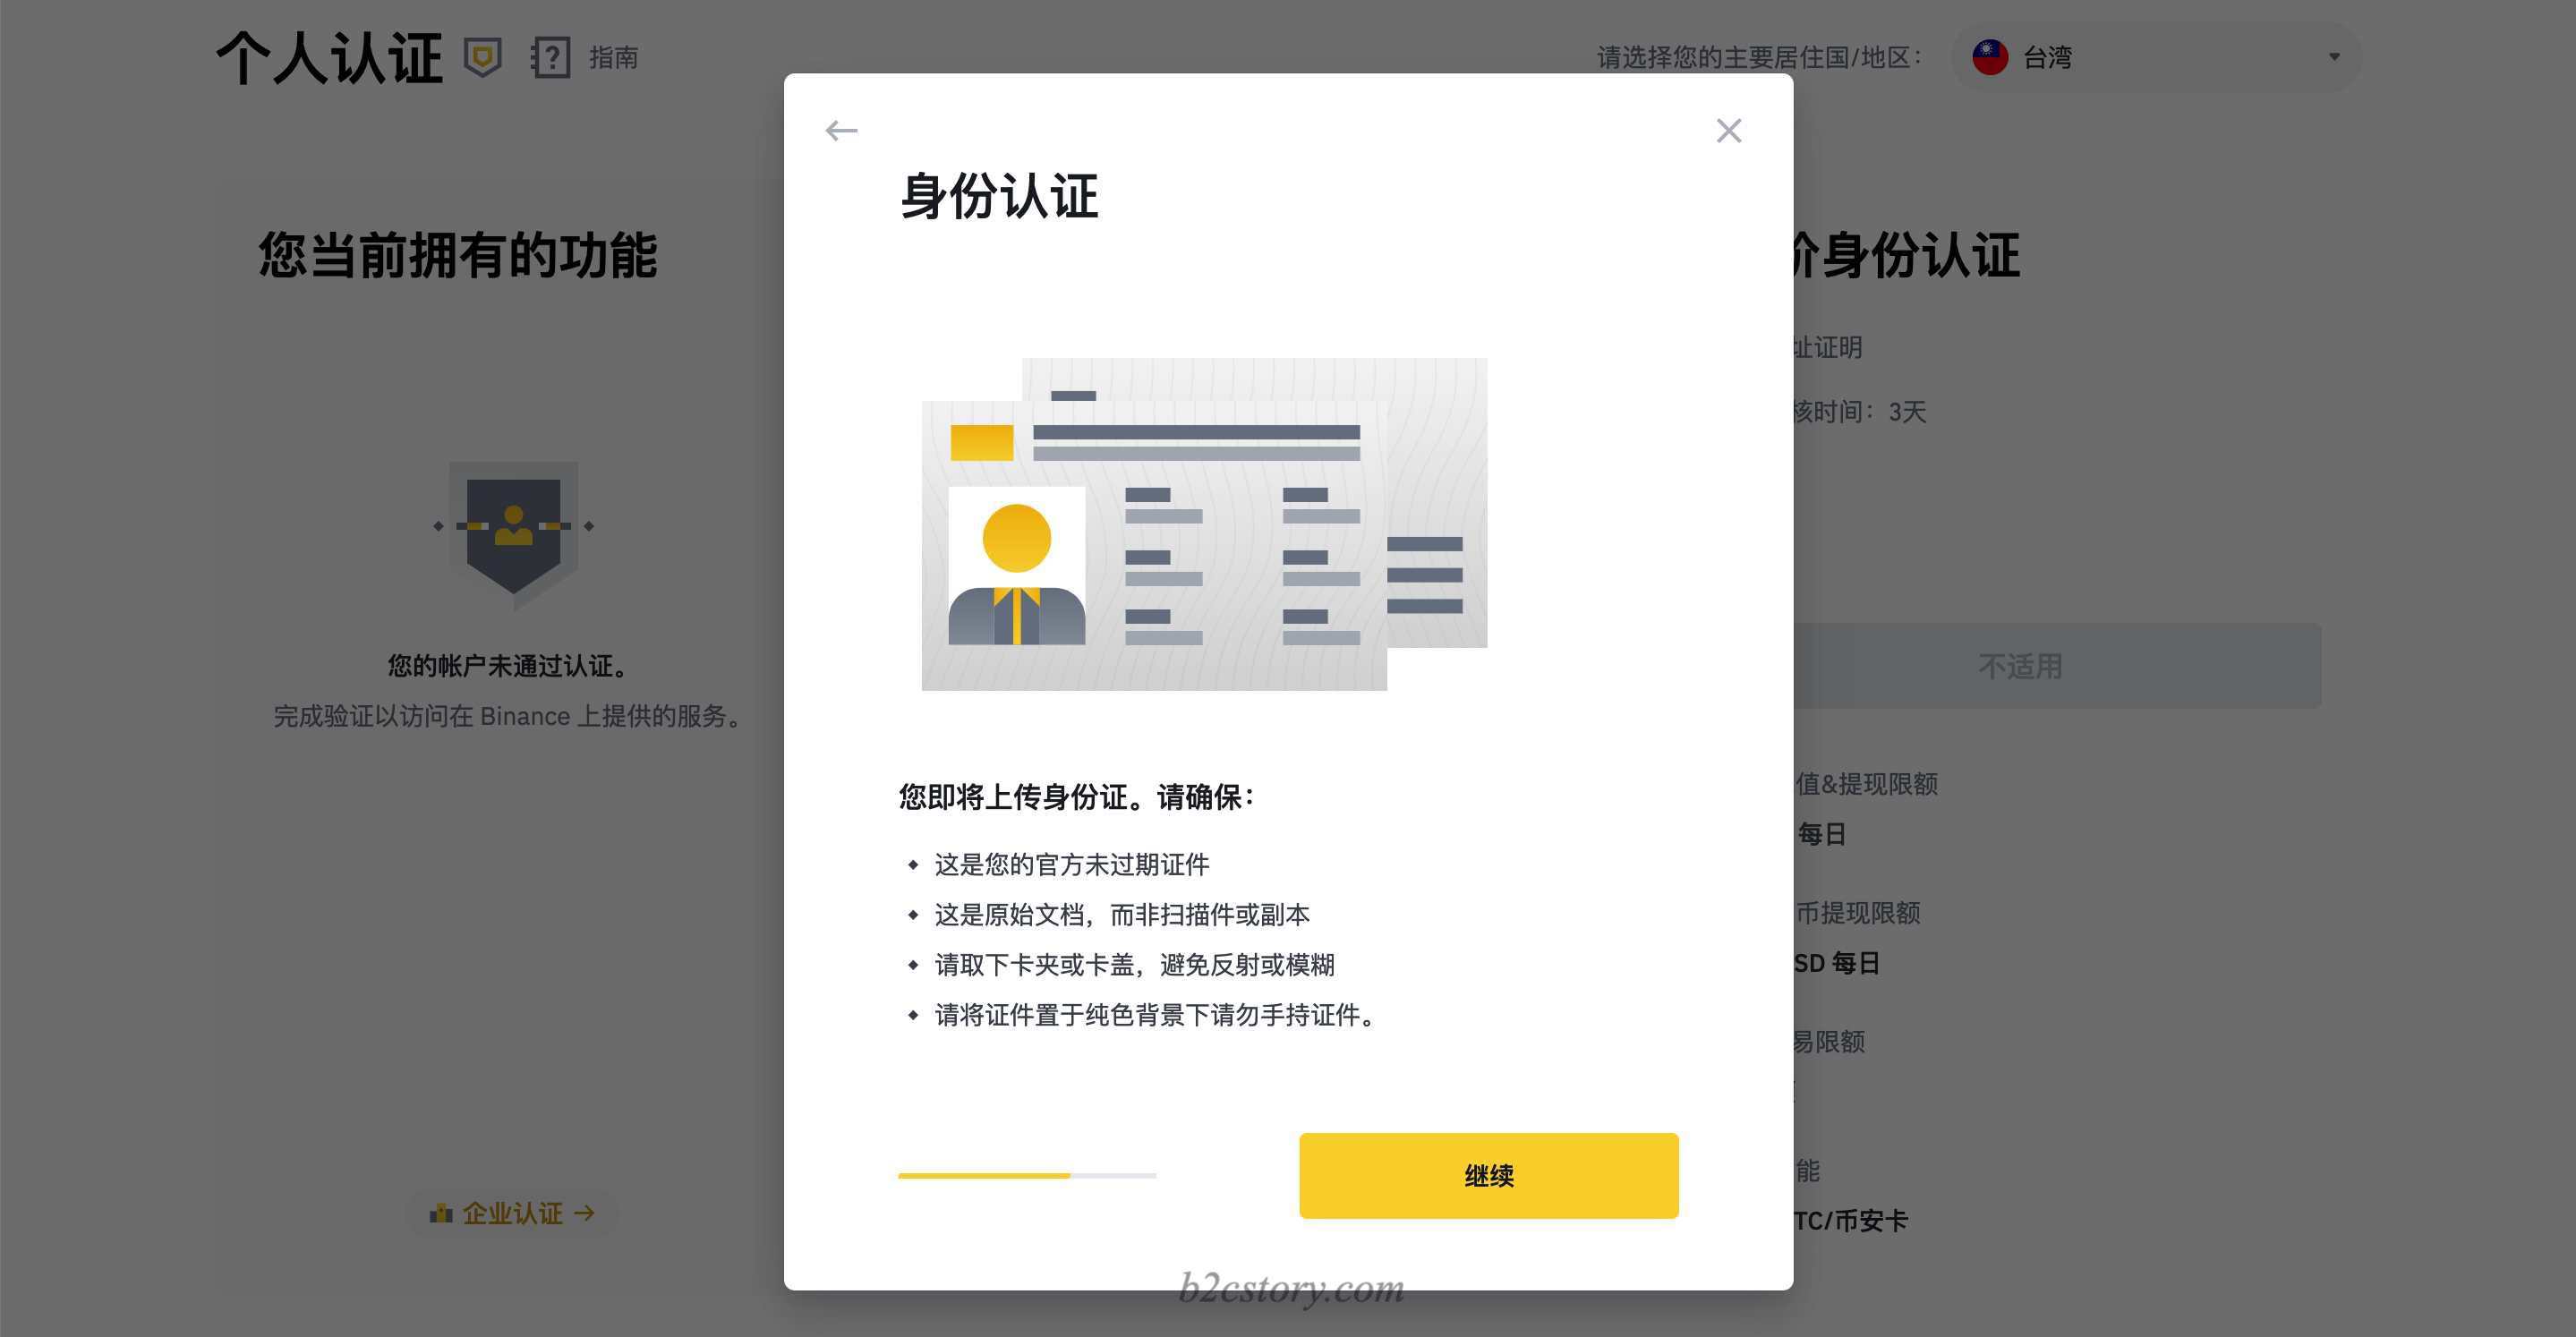 个人认证
指南
请选择您的主要居住国/地区：
台湾
您当前拥有的功能
您的帐户未通过认证。
完成验证以访问在 Binance 上提供的服务。
企业认证
身份认证
您即将上传身份证。请确保：
这是您的官方未过期证件
这是原始文档，而非扫描件或副本
请取下卡夹或卡盖，避免反射或模糊
请将证件置于纯色背景下请勿手持证件。
继续
阶身份认证
址证明
核时间：3天
不适用
值&提现限额
每日
币提现限额
SD 每日
易限额
能
TC/币安卡
b2cstory.com